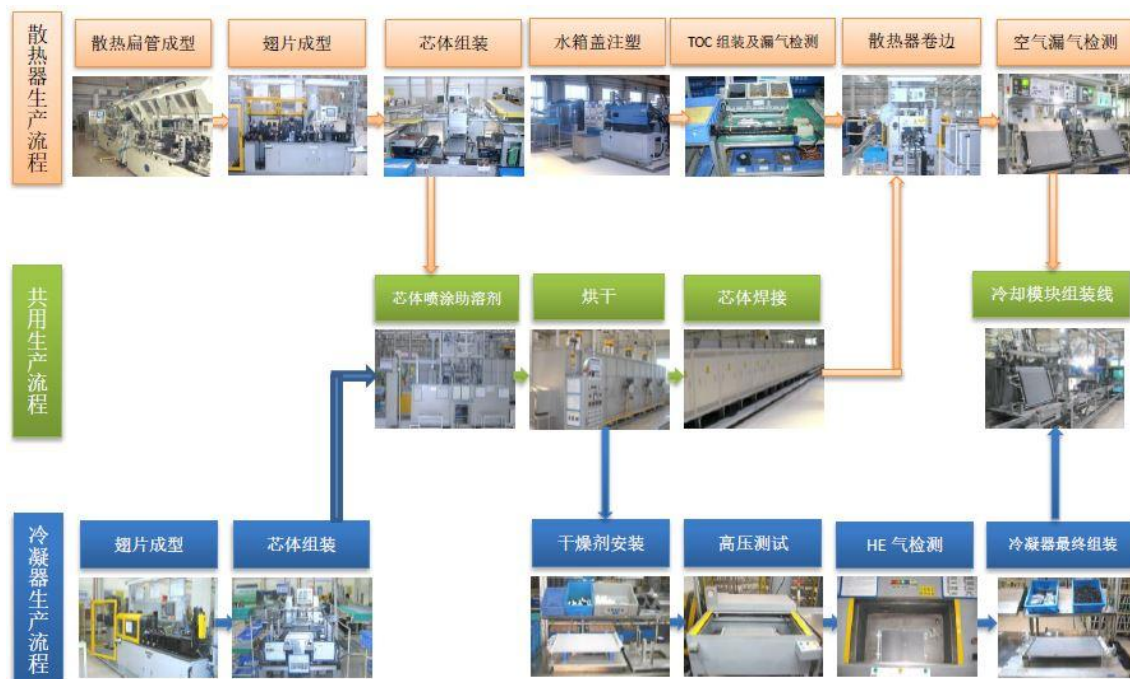 散热器生产流程
散热扁管成型
翅片成型
芯体组装
水箱盖注塑
TOC 组装及漏气检测
散热器卷边
空气漏气检测
共用生产流程
芯体喷涂助溶剂
烘干
芯体焊接
冷却模块组装线
冷凝器生产流程
翅片成型
芯体组装
干燥剂安装
高压测试
HE 气检测
冷凝器最终组装